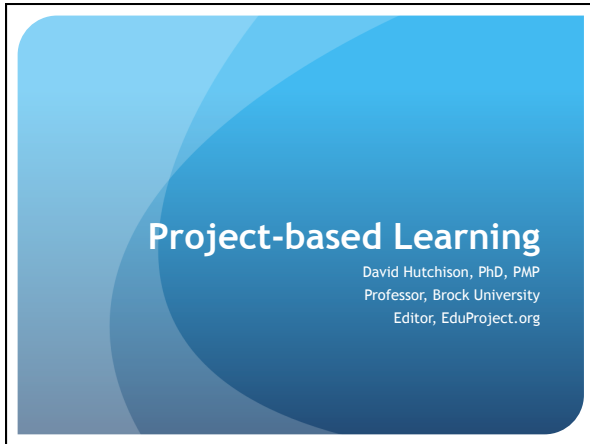 Project-based Learning
David Hutchison, PhD, PMP
Professor, Brock University
Editor, EduProject.org